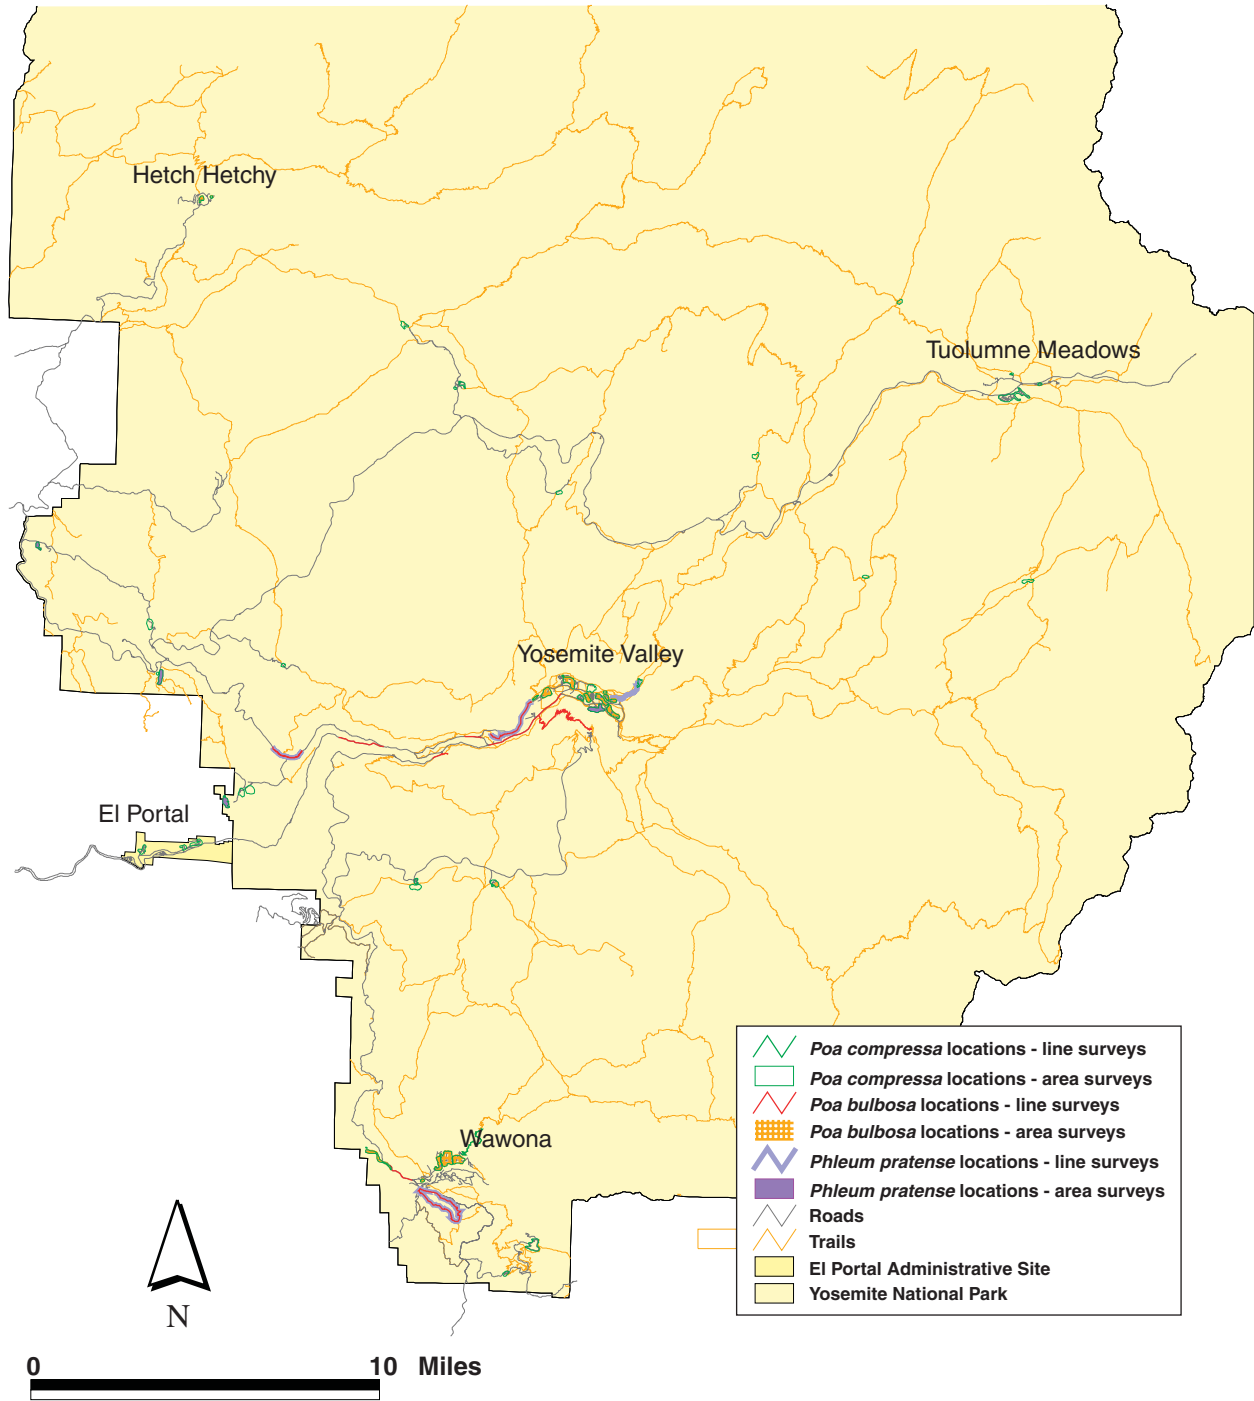 Hetch Hetchy
Tuolumne Meadows
Yosemite Valley
El Portal
Wawona
Poa compressa locations - line surveys
Poa compressa locations - area surveys
Poa bulbosa locations - line surveys
Poa bulbosa locations - area surveys
Phleum pratense locations - line surveys
Phleum pratense locations - area surveys
Roads
Trails
El Portal Administrative Site
Yosemite National Park
N
0 10 Miles